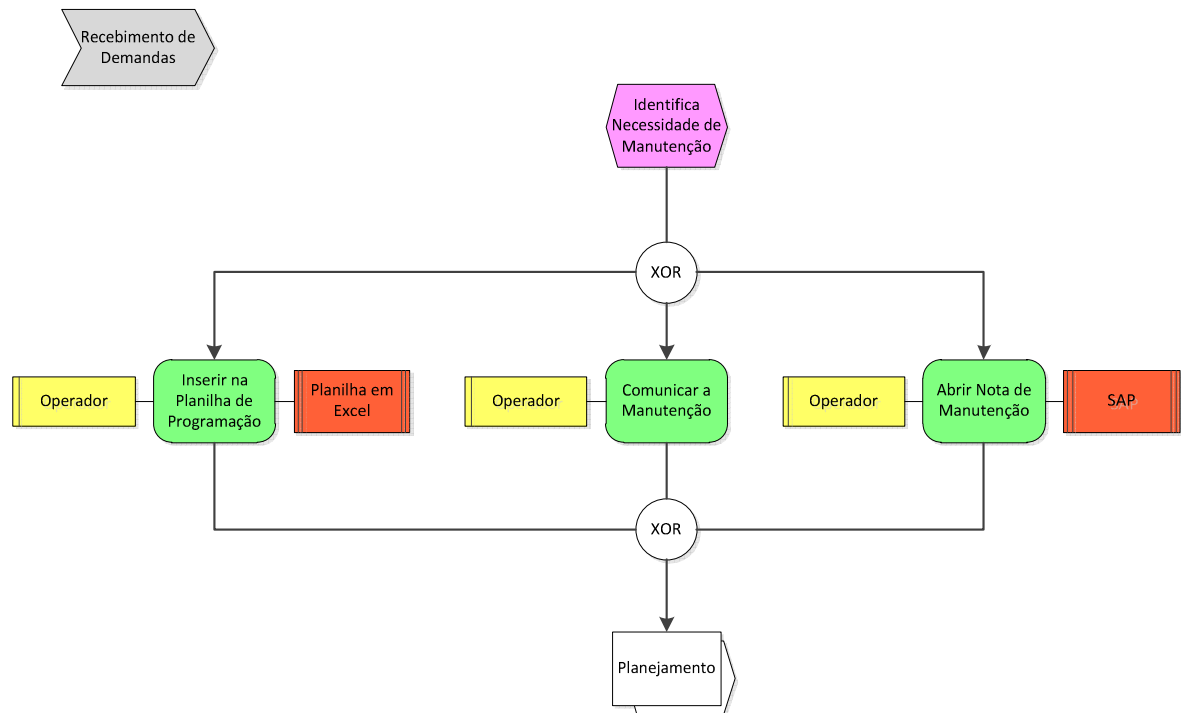 Recebimento de
Demandas
Identifica
Necessidade de
Manutenção
XOR
Operador
Inserir na
Planilha de
Programação
Planilha em
Excel
Operador
Comunicar a
Manutenção
Operador
Abrir Nota de
Manutenção
SAP
XOR
Planejamento